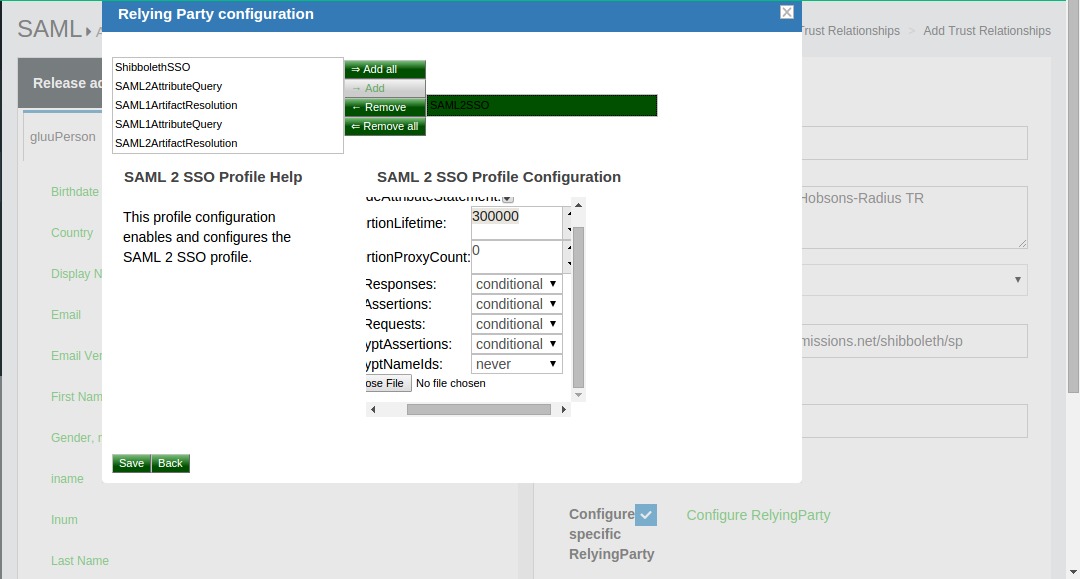 Relying Party configuration
SAML
Trust Relationships > Add Trust Relationships
ShibbolethSSO
SAML2AttributeQuery
SAML1ArtifactResolution
SAML1AttributeQuery
SAML2ArtifactResolution
⇒ Add all
→ Add
← Remove
⇐ Remove all
SAML2SSO
SAML 2 SSO Profile Help
This profile configuration
enables and configures the
SAML 2 SSO profile.
SAML 2 SSO Profile Configuration
deAttributeStatement:
rtionLifetime: 300000
rtionProxyCount: 0
Responses: conditional
Assertions: conditional
Requests: conditional
yptAssertions: conditional
yptNameIds: never
ose File No file chosen
Save Back
Release ac
gluuPerson
Birthdate
Country
Display N
Email
Email Ver
First Nam
Gender, r
iname
Inum
Last Name
Hobsons-Radius TR
missions.net/shibboleth/sp
Configure
specific
RelyingParty
Configure RelyingParty